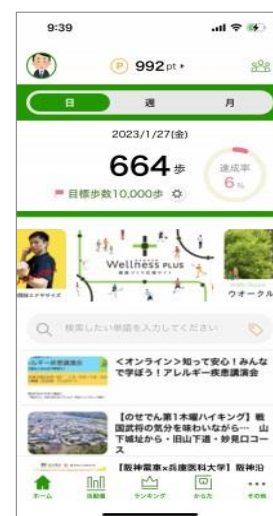 9:39
P 992pt
日 週 月
2023/1/27(金)
664 歩
達成率
6%
目標歩数10,000歩
Wellness PLUS
ウオークル
検索したい単語を入力してください
<オンライン>知って安心!みんな
で学ぼう!アレルギー疾患講演会
【のせでん第1木曜ハイキング】戦
国武将の気分を味わいながら… 山
下城址から・旧山下道・妙見口コー
ス
【阪神電車×兵庫医科大学】阪神沿
ホーム 活動量 ランキング からだ その他